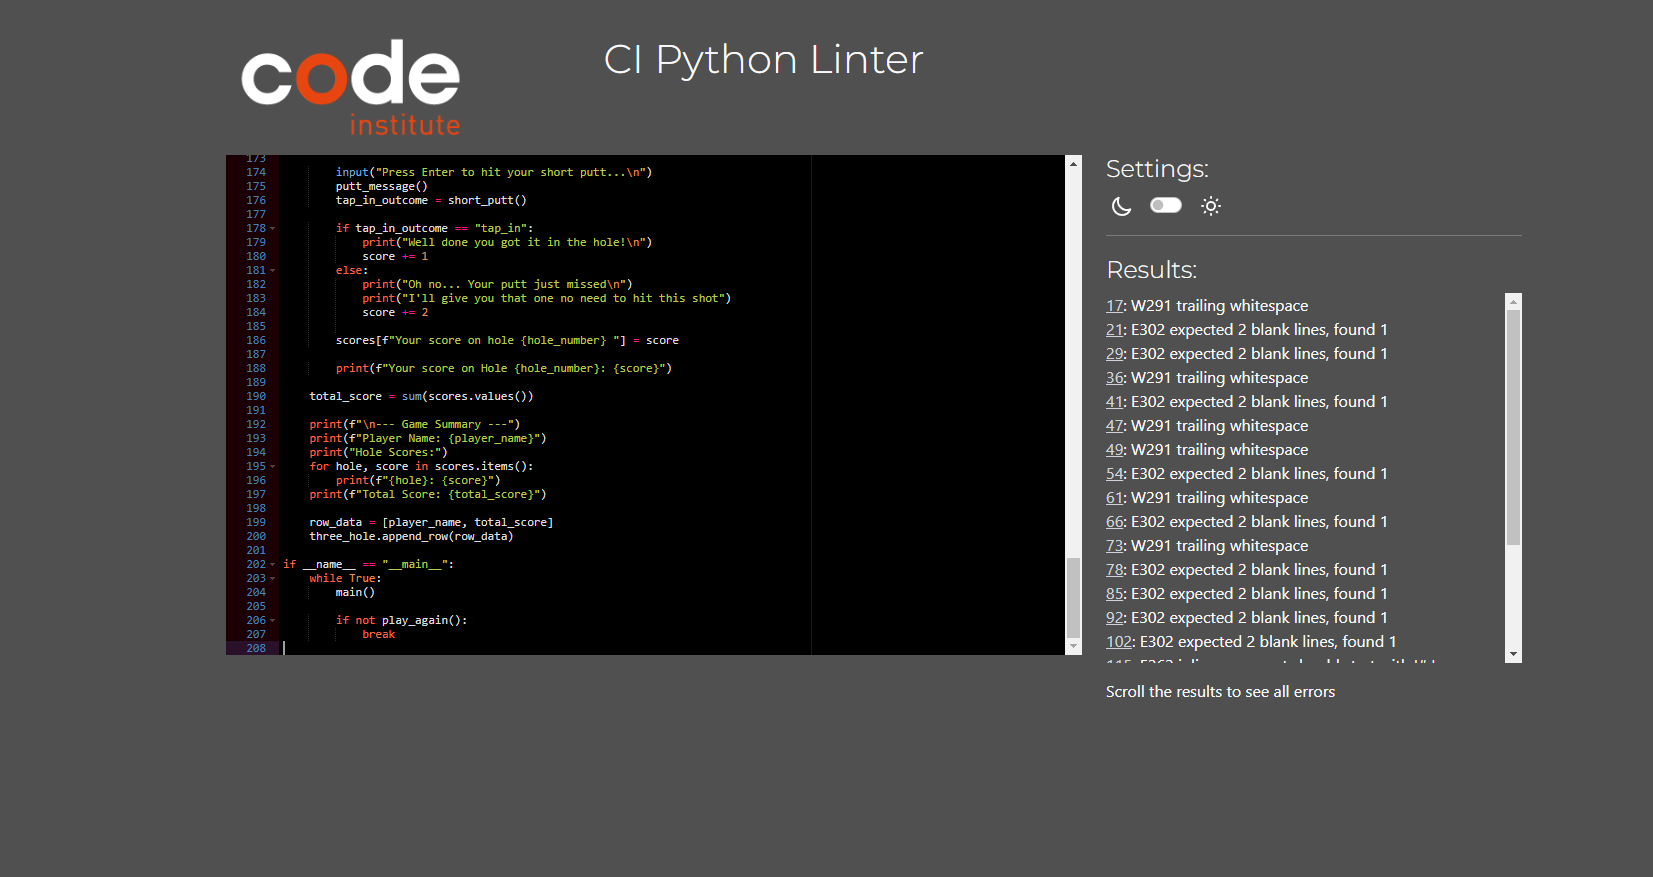 code
institute
CI Python Linter
173
174 input("Press Enter to hit your short putt...\n")
175 putt_message()
176 tap_in_outcome = short_putt()
177
178 if tap_in_outcome == "tap_in":
179 print("Well done you got it in the hole!\n")
180 score += 1
181 else:
182 print("Oh no... Your putt just missed\n")
183 print("I'll give you that one no need to hit this shot")
184 score += 2
185
186 scores[f"Your score on hole {hole_number} "] = score
187
188 print(f"Your score on Hole {hole_number}: {score}")
189
190 total_score = sum(scores.values())
191
192 print(f"\n--- Game Summary ---")
193 print(f"Player Name: {player_name}")
194 print("Hole Scores:")
195 for hole, score in scores.items():
196 print(f"{hole}: {score}")
197 print(f"Total Score: {total_score}")
198
199 row_data = [player_name, total_score]
200 three_hole.append_row(row_data)
201
202 if __name__ == "__main__":
203 while True:
204 main()
205
206 if not play_again():
207 break
208
Settings:
Results:
17: W291 trailing whitespace
21: E302 expected 2 blank lines, found 1
29: E302 expected 2 blank lines, found 1
36: W291 trailing whitespace
41: E302 expected 2 blank lines, found 1
47: W291 trailing whitespace
49: W291 trailing whitespace
54: E302 expected 2 blank lines, found 1
61: W291 trailing whitespace
66: E302 expected 2 blank lines, found 1
73: W291 trailing whitespace
78: E302 expected 2 blank lines, found 1
85: E302 expected 2 blank lines, found 1
92: E302 expected 2 blank lines, found 1
102: E302 expected 2 blank lines, found 1
Scroll the results to see all errors